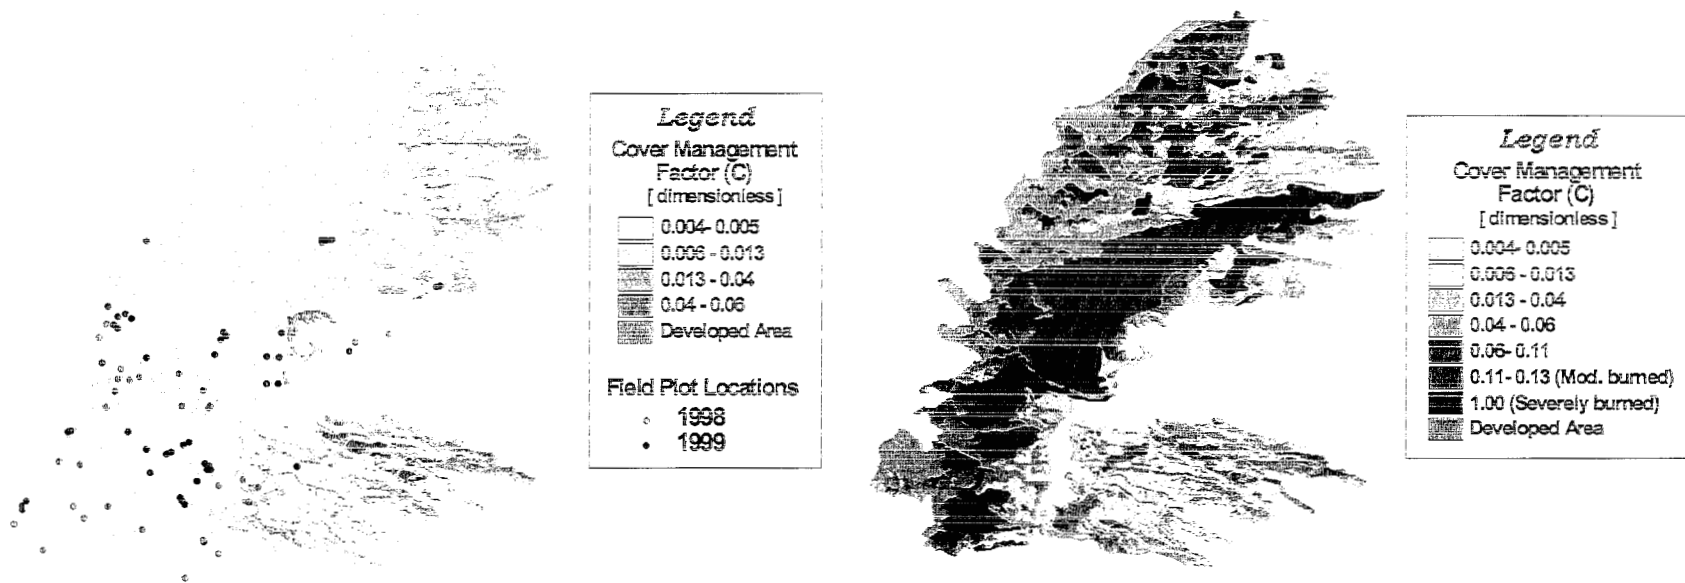 Legend
Cover Management
Factor (C)
[ dimensionless ]
0.004- 0.005
0.006 - 0.013
0.013 - 0.04
0.04 - 0.06
Developed Area
Field Plot Locations
1998
1999
Legend
Cover Management
Factor (C)
[ dimensionless ]
0.004- 0.005
0.006 - 0.013
0.013 - 0.04
0.04 - 0.06
0.06- 0.11
0.11- 0.13 (Mod. burned)
1.00 (Severely burned)
Developed Area